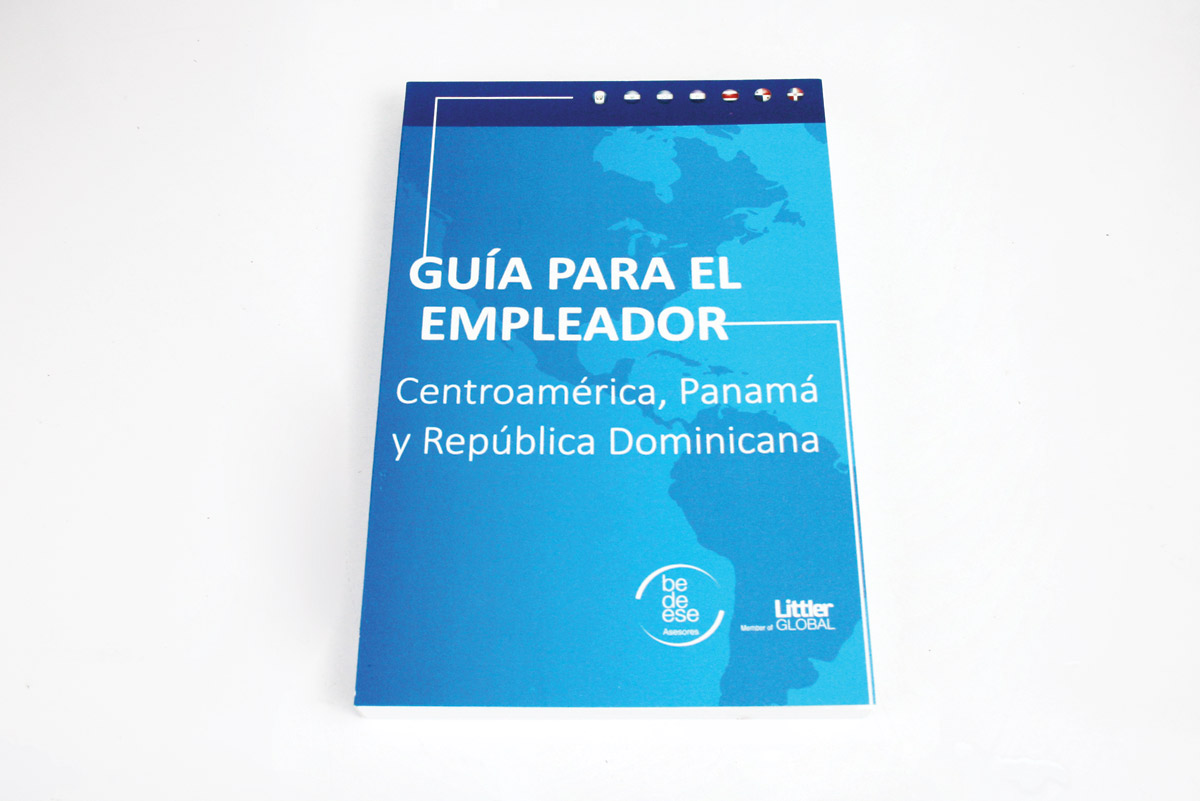 GUÍA PARA EL
EMPLEADOR
Centroamérica, Panamá
y República Dominicana
be
de
ese
Asesores
Littler
Member of GLOBAL